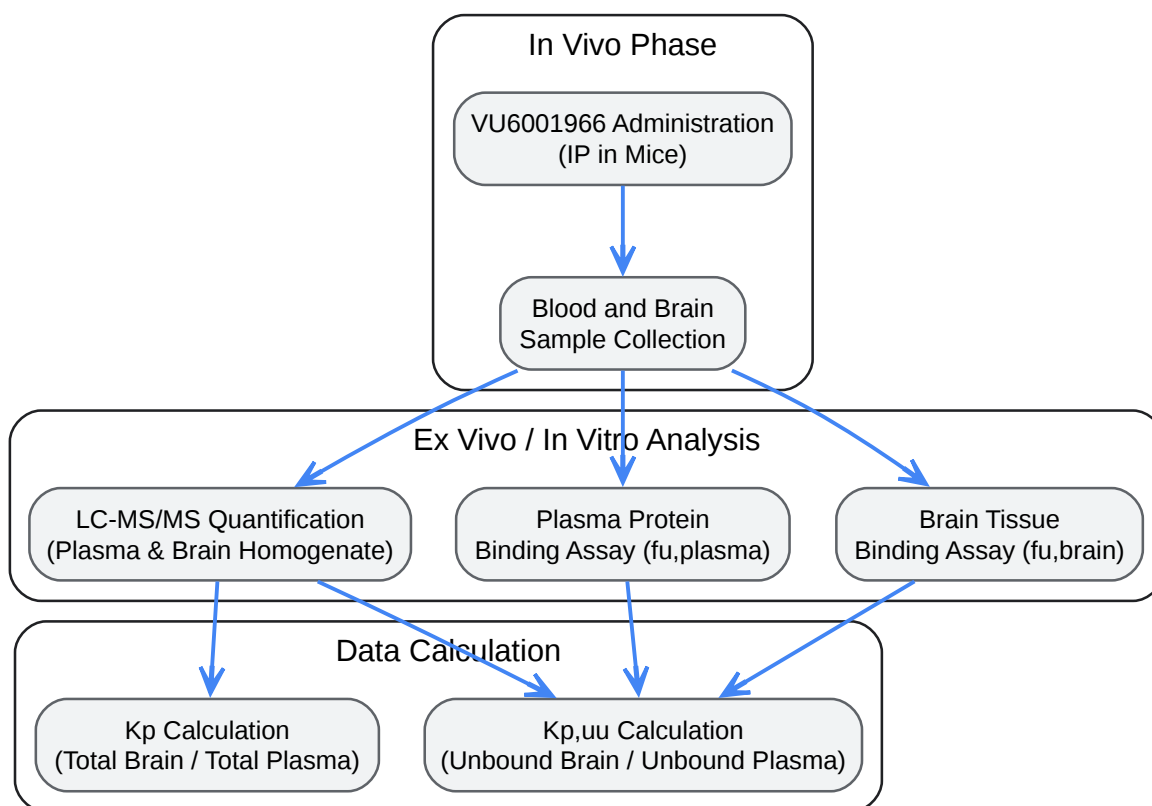 In Vivo Phase
VU6001966 Administration
(IP in Mice)
Blood and Brain
Sample Collection
Ex Vivo / In Vitro Analysis
LC-MS/MS Quantification
(Plasma & Brain Homogenate)
Plasma Protein
Binding Assay (fu,plasma)
Brain Tissue
Binding Assay (fu,brain)
Data Calculation
Kp Calculation
(Total Brain / Total Plasma)
Kp,uu Calculation
(Unbound Brain / Unbound Plasma)